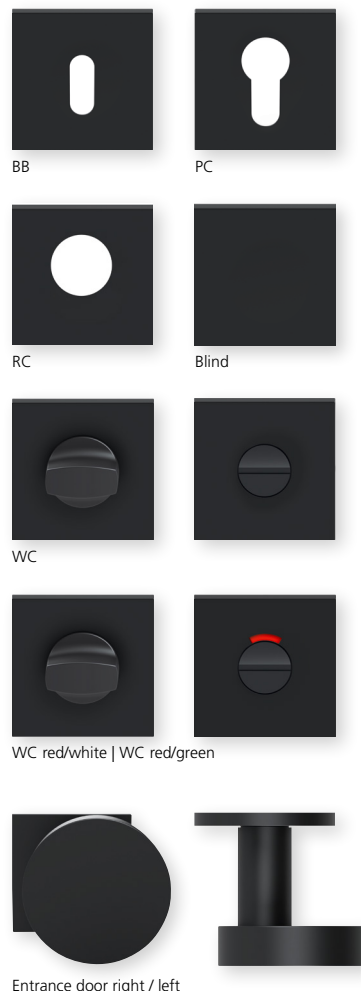 BB
PC
RC
Blind
WC
WC red/white | WC red/green
Entrance door right / left